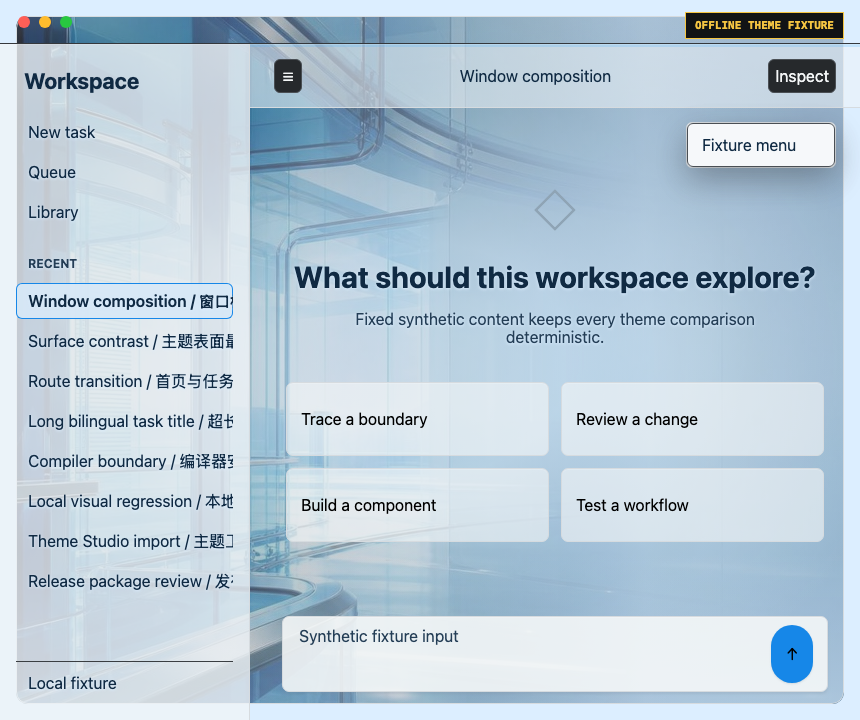 OFFLINE THEME FIXTURE
Workspace
Window composition
Inspect
Fixture menu
New task
Queue
Library
RECENT
Window composition / 窗口
Surface contrast / 主题表面
Route transition / 首页与任务
Long bilingual task title / 超长
Compiler boundary / 编译器
Local visual regression / 本地
Theme Studio import / 主题工
Release package review / 发
Local fixture
What should this workspace explore?
Fixed synthetic content keeps every theme comparison
deterministic.
Trace a boundary
Review a change
Build a component
Test a workflow
Synthetic fixture input